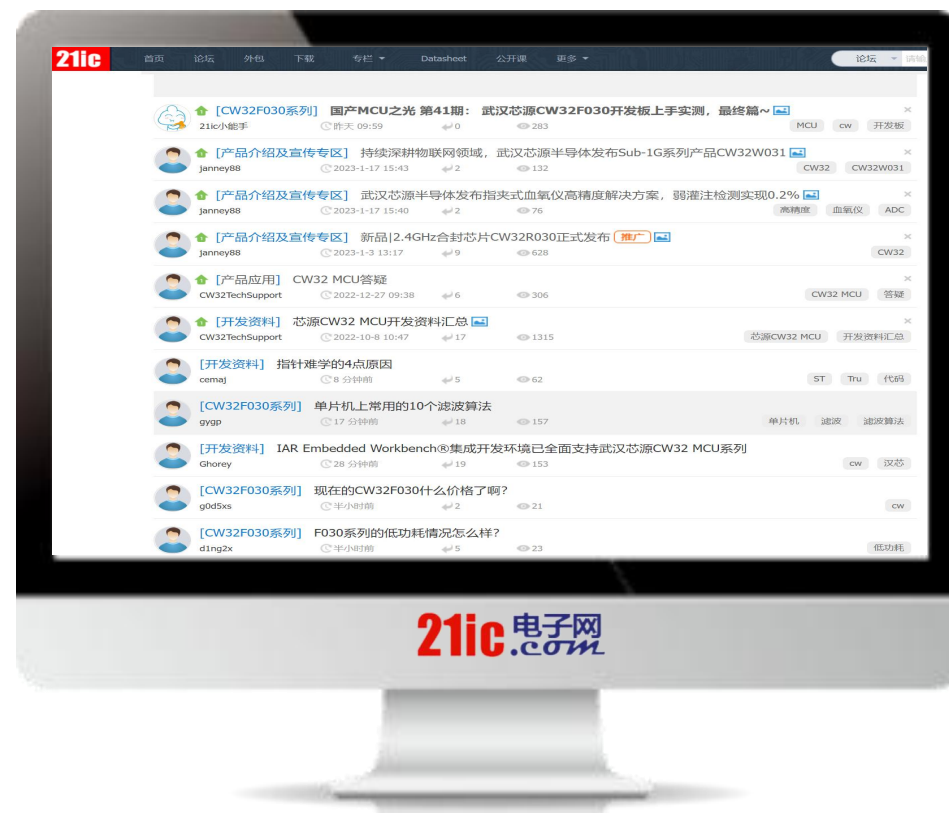 21ic 首页 论坛 外包 下载 专栏 Datasheet 公开课 更多 论坛
[CW32F030系列] 国产MCU之光 第41期: 武汉芯源CW32F030开发板上手实测，最终篇~
21ic小能手 昨天 09:59 0 283 MCU cw 开发板
[产品介绍及宣传专区] 持续深耕物联网领域，武汉芯源半导体发布Sub-1G系列产品CW32W031
Janney88 2023-1-17 15:43 2 132 CW32 CW32W031
[产品介绍及宣传专区] 武汉芯源半导体发布指夹式血氧仪高精度解决方案，弱灌注检测实现0.2%
Janney88 2023-1-17 15:40 2 76 高精度 血氧仪 ADC
[产品介绍及宣传专区] 新品|2.4GHz合封芯片CW32R030正式发布 推广
Janney88 2023-1-3 13:17 9 628 CW32
[产品应用] CW32 MCU答疑
CW32TechSupport 2022-12-27 09:38 6 306 CW32 MCU 答疑
[开发资料] 芯源CW32 MCU开发资料汇总
CW32TechSupport 2022-10-8 10:47 17 1315 芯源CW32 MCU 开发资料汇总
[开发资料] 指针难学的4点原因
cemaj 8 分钟前 5 62 ST Tru 代码
[CW32F030系列] 单片机上常用的10个滤波算法
gygp 17 分钟前 18 157 单片机 滤波 滤波算法
[开发资料] IAR Embedded Workbench®集成开发环境已全面支持武汉芯源CW32 MCU系列
Ghorey 28 分钟前 19 153 cw 汉芯
[CW32F030系列] 现在的CW32F030什么价格了啊?
g0d5xs 半小时前 2 21 cw
[CW32F030系列] F030系列的低功耗情况怎么样?
d1ng2x 半小时前 5 23 低功耗
21ic电子网.com